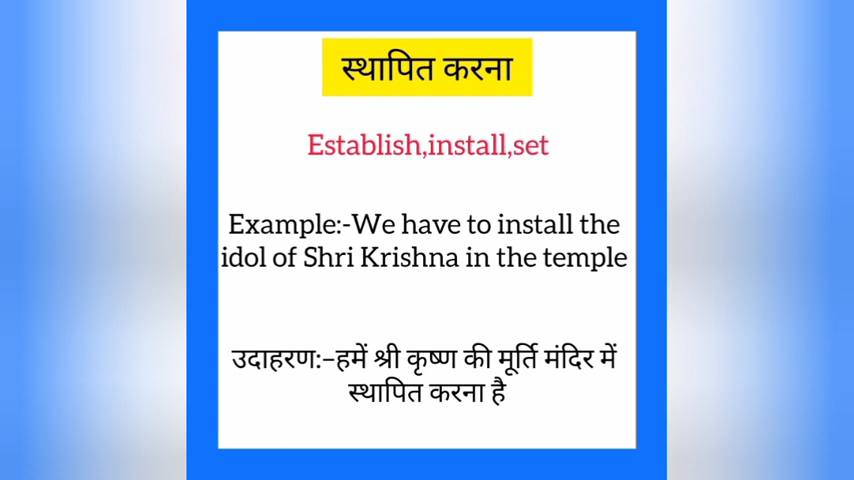 स्थापित करना
Establish,install,set
Example:-We have to install the
idol of Shri Krishna in the temple
उदाहरण:–हमें श्री कृष्ण की मूर्ति मंदिर में
स्थापित करना है